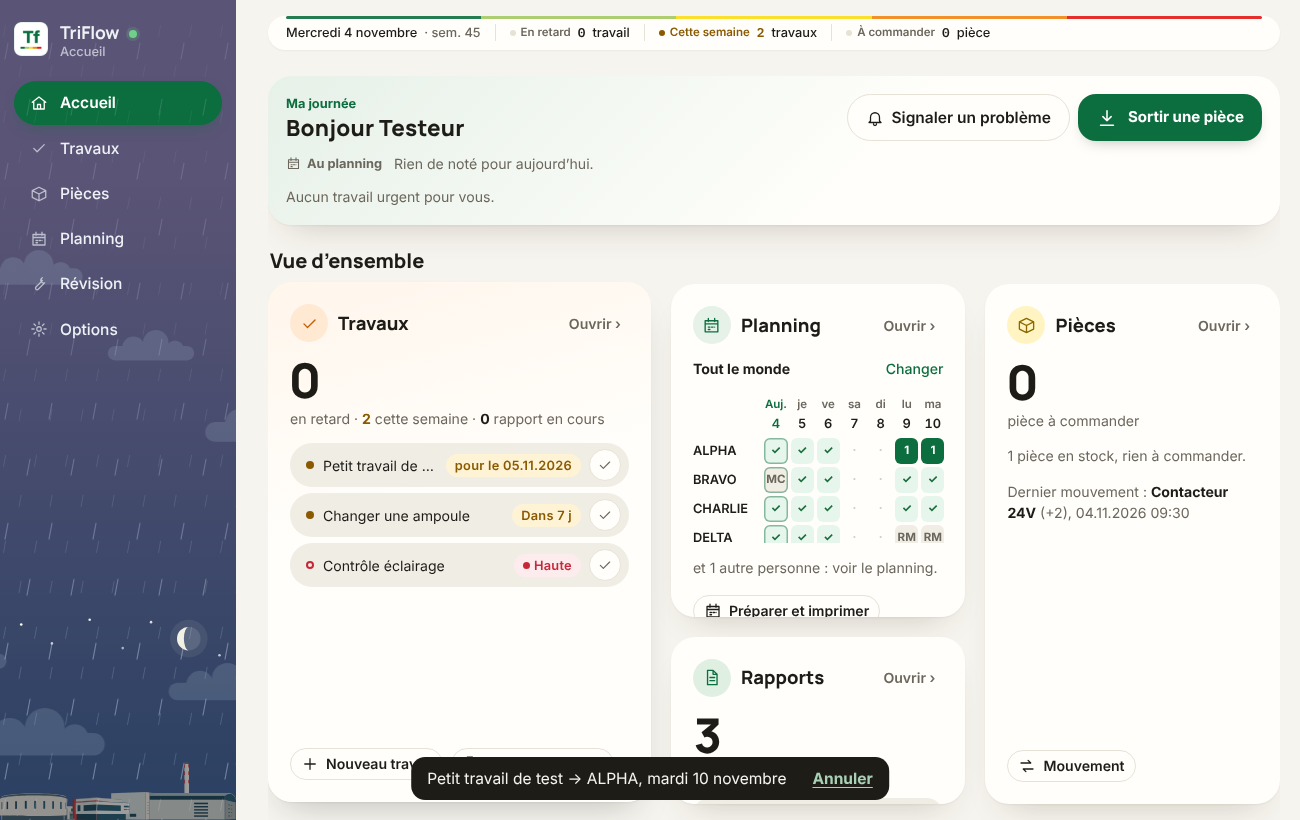 Tf
TriFlow
Accueil
Accueil
Travaux
Pièces
Planning
Révision
Options
Mercredi 4 novembre · sem. 45
En retard 0 travail
Cette semaine 2 travaux
À commander 0 pièce
Ma journée
Bonjour Testeur
Au planning Rien de noté pour aujourd’hui.
Aucun travail urgent pour vous.
Signaler un problème
Sortir une pièce
Vue d’ensemble
Travaux
Ouvrir ›
0
en retard · 2 cette semaine · 0 rapport en cours
Petit travail de ... pour le 05.11.2026
Changer une ampoule Dans 7 j
Contrôle éclairage Haute
Nouveau
Planning
Ouvrir ›
Tout le monde
Changer
Auj. je ve sa di lu ma
4 5 6 7 8 9 10
ALPHA 1 1
BRAVO MC
CHARLIE
DELTA RM RM
et 1 autre personne : voir le planning.
Préparer et imprimer
Rapports
Ouvrir ›
3
Pièces
Ouvrir ›
0
pièce à commander
1 pièce en stock, rien à commander.
Dernier mouvement : Contacteur
24V (+2), 04.11.2026 09:30
Mouvement
Petit travail de test → ALPHA, mardi 10 novembre
Annuler